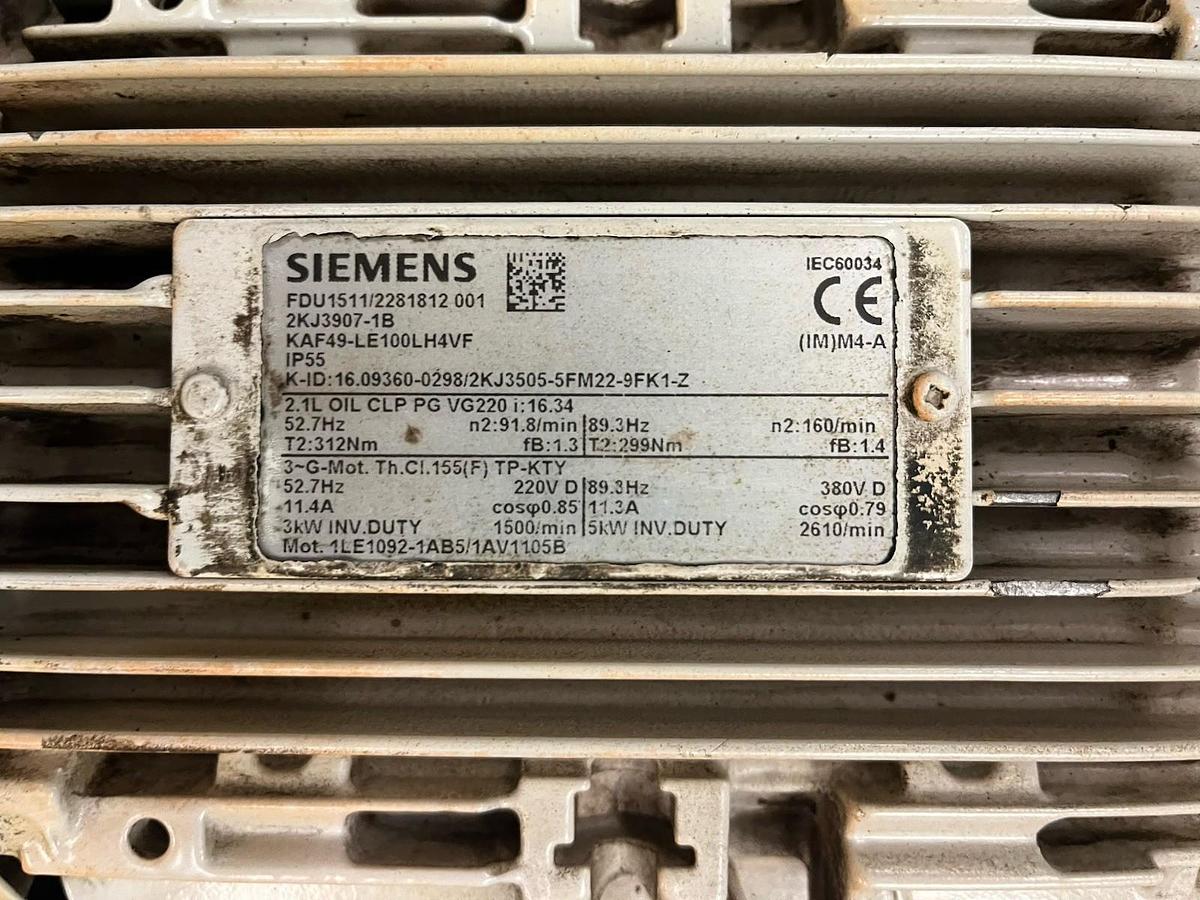 SIEMENS
IEC60034
FDU1511/2281812 001
CE
2KJ3907-1B
KAF49-LE100LH4VF
(IM)M4-A
IP55
K-ID:16.09360-0298/2KJ3505-5FM22-9FK1-Z
2.1L OIL CLP PG VG220 i:16.34
52.7Hz n2:91.8/min 89.3Hz n2:160/min
T2:312Nm fB:1.3 T2:299Nm fB:1.4
3~G-Mot. Th.Cl.155(F) TP-KTY
52.7Hz 220V D 89.3Hz 380V D
11.4A cosφ0.85 11.3A cosφ0.79
3kW INV.DUTY 1500/min 5kW INV.DUTY 2610/min
Mot. 1LE1092-1AB5/1AV1105B